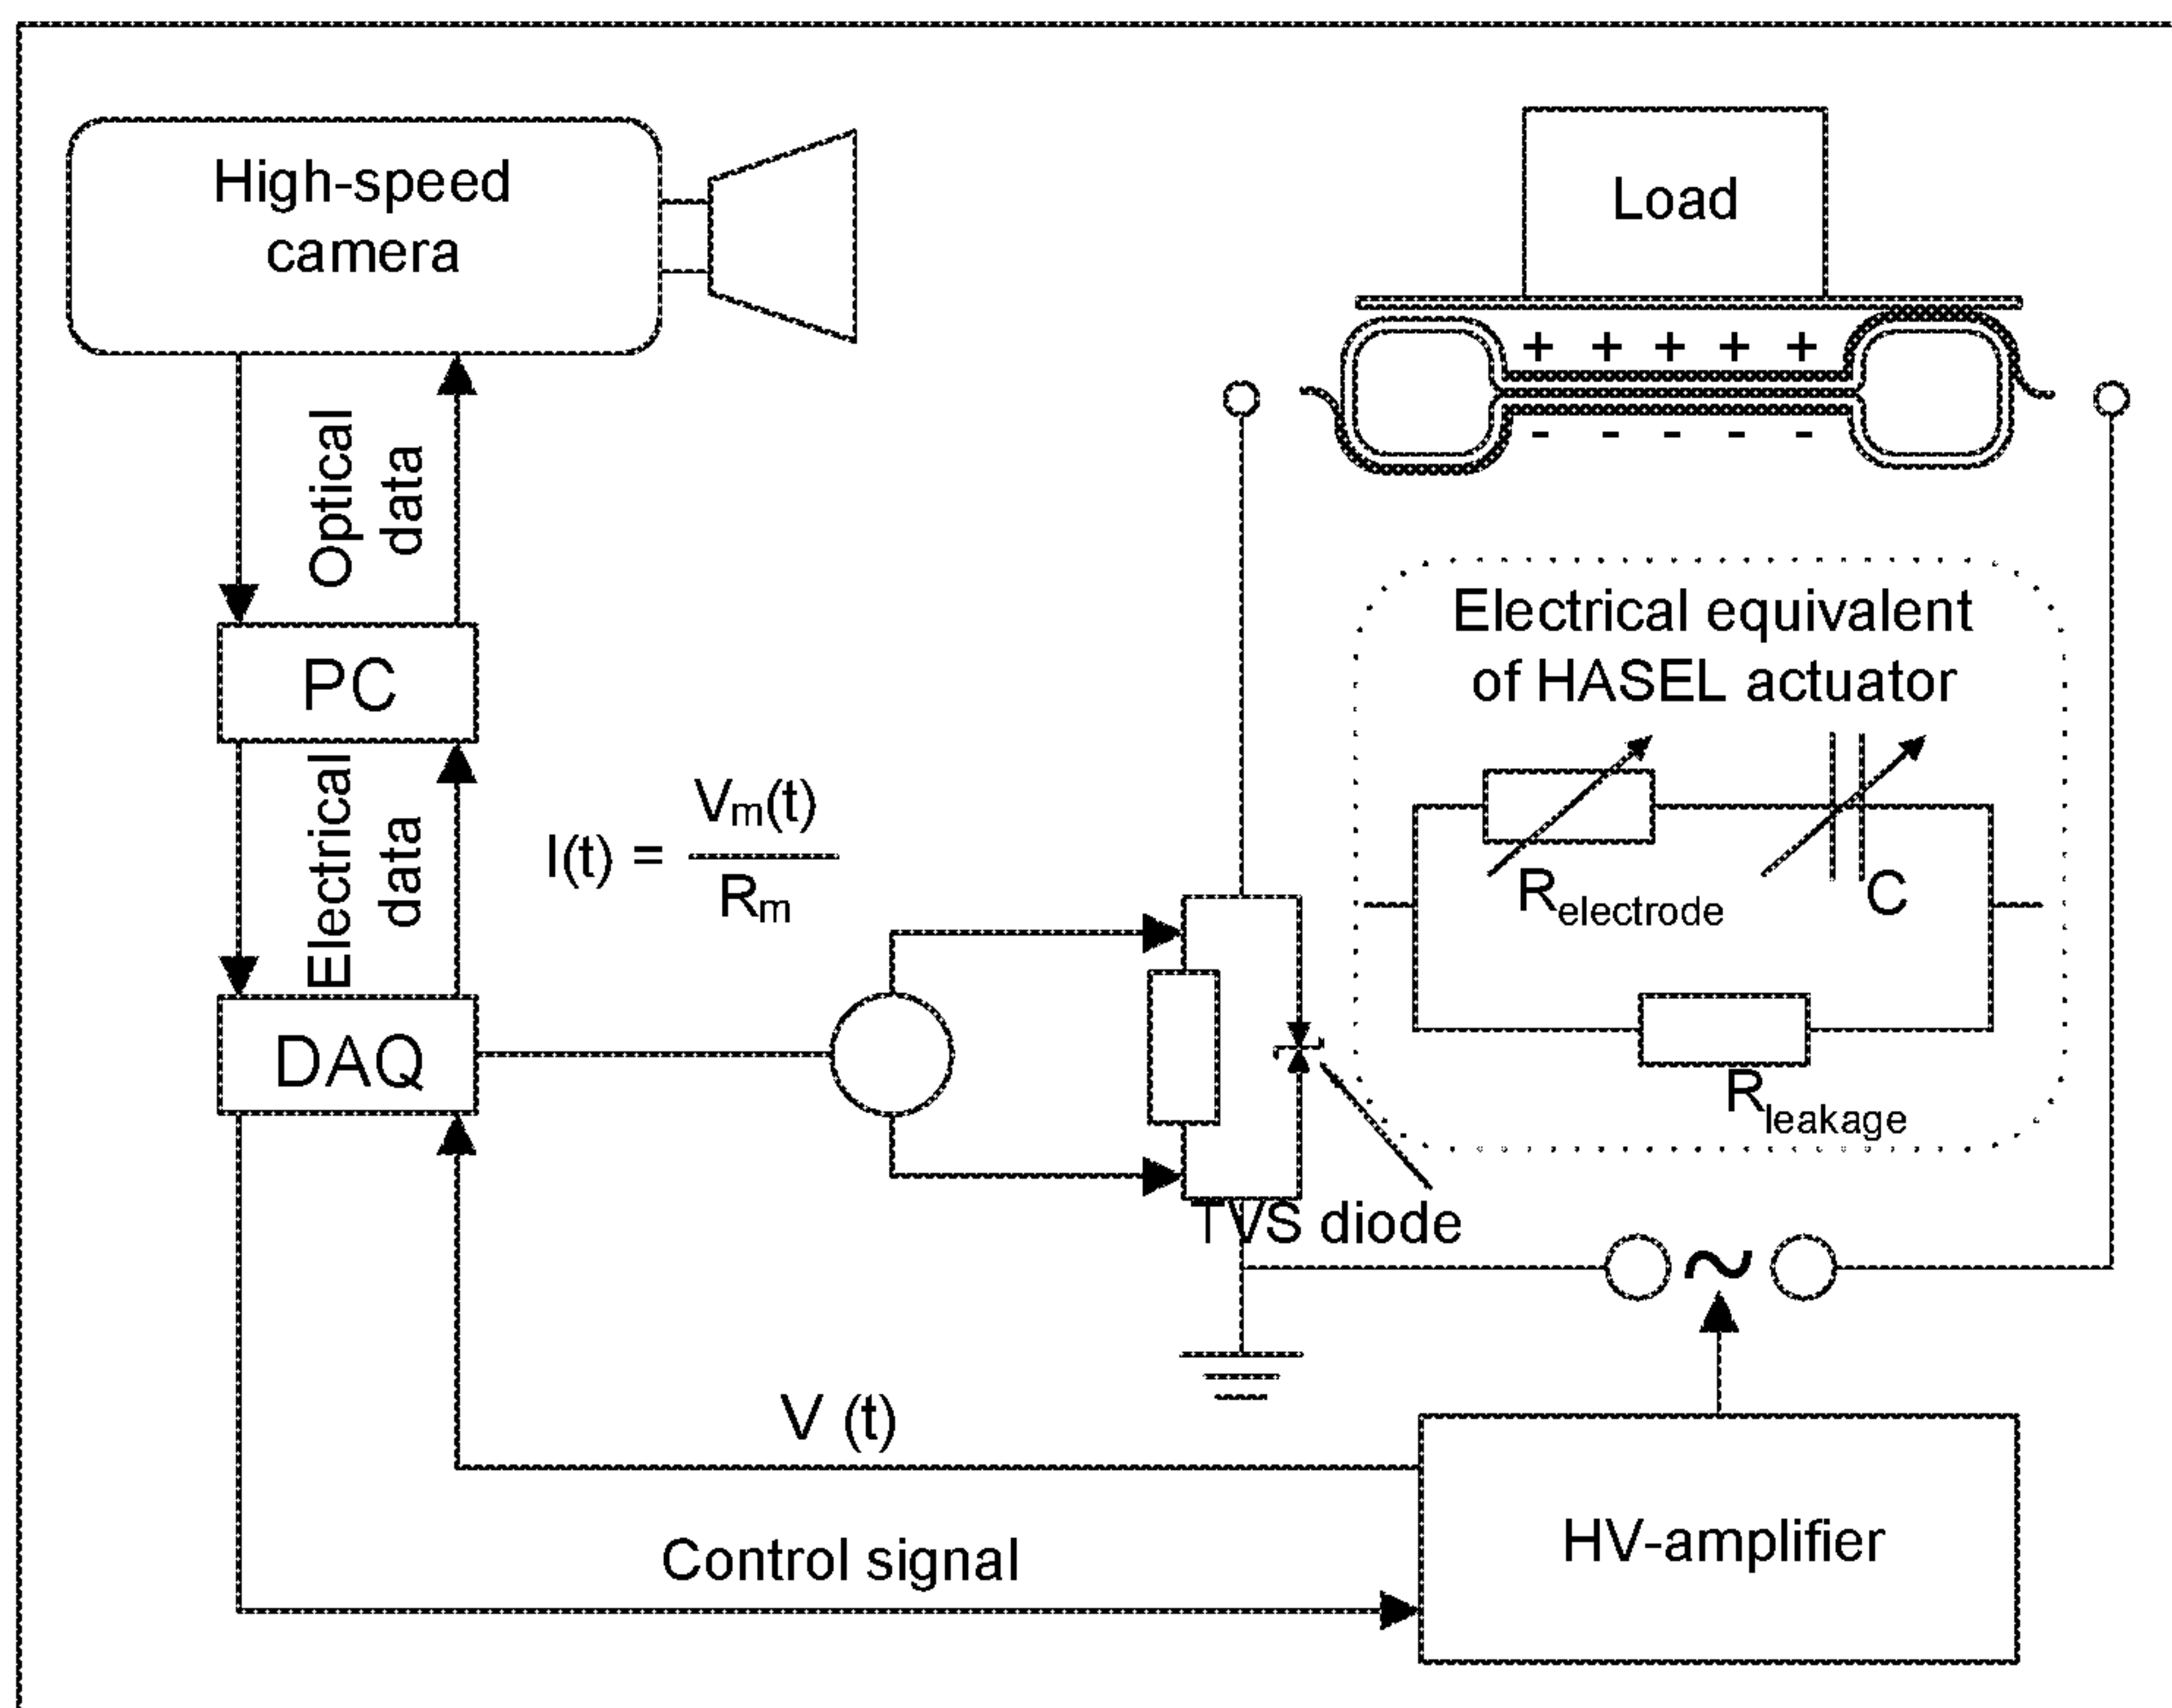 High-speed
camera
Load
+ + + + +
- - - - -
Optical
data
Electrical equivalent
of HASEL actuator
PC
Electrical
data
I(t) = Vm(t)
Rm
Relectrode
C
DAQ
Rleakage
TVS diode
~
V (t)
Control signal
HV-amplifier